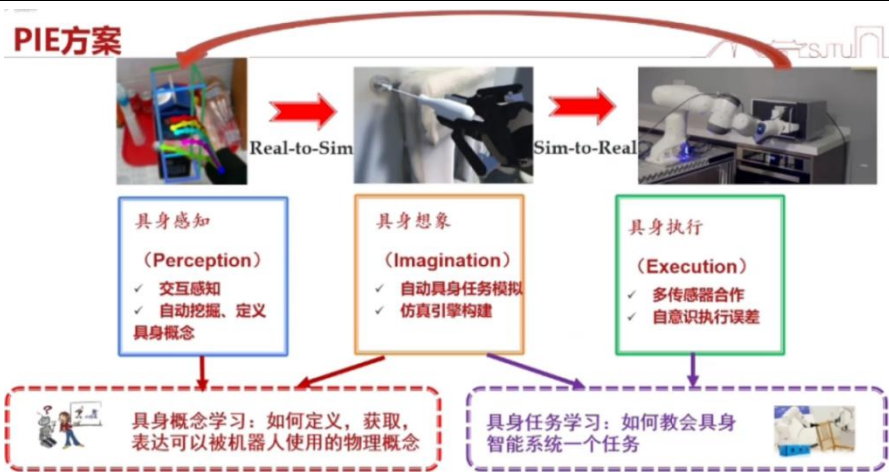 PIE方案
SJTU
Real-to-Sim
Sim-to-Real
具身感知
（Perception）
✓ 交互感知
✓ 自动挖掘、定义
具身概念
具身想象
（Imagination）
✓ 自动具身任务模拟
✓ 仿真引擎构建
具身执行
（Execution）
✓ 多传感器合作
✓ 自意识执行误差
具身概念学习：如何定义，获取，
表达可以被机器人使用的物理概念
具身任务学习：如何教会具身
智能系统一个任务